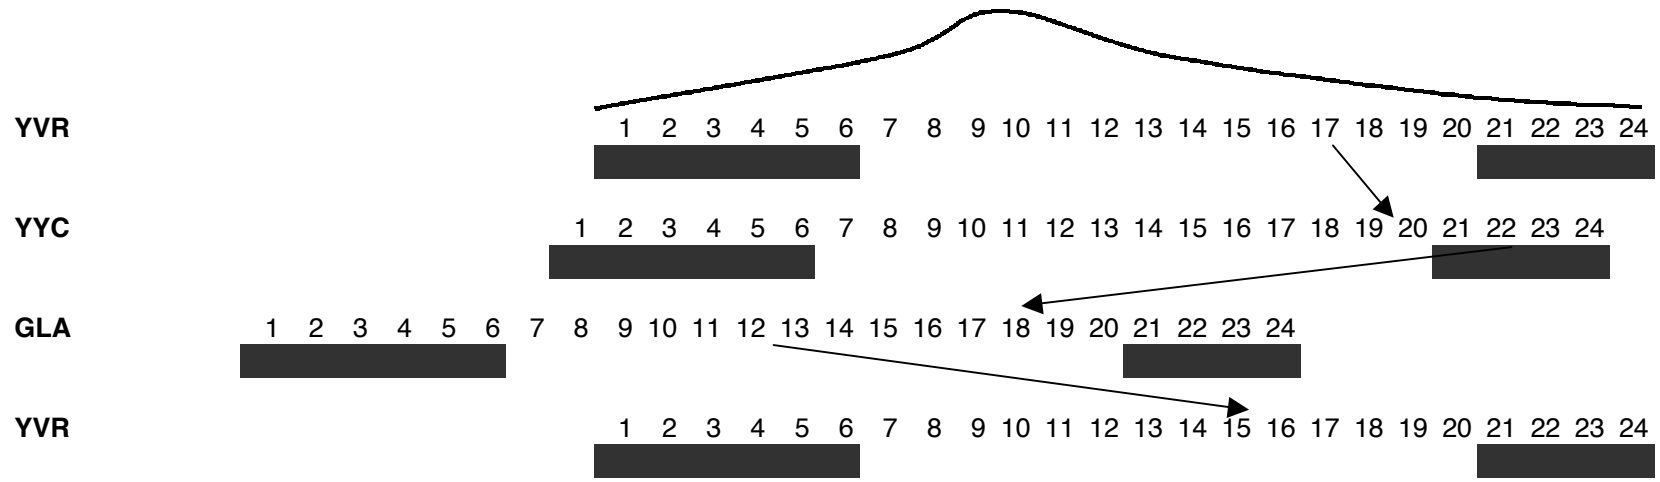 YVR 1 2 3 4 5 6 7 8 9 10 11 12 13 14 15 16 17 18 19 20 21 22 23 24
YYC 1 2 3 4 5 6 7 8 9 10 11 12 13 14 15 16 17 18 19 20 21 22 23 24
GLA 1 2 3 4 5 6 7 8 9 10 11 12 13 14 15 16 17 18 19 20 21 22 23 24
YVR 1 2 3 4 5 6 7 8 9 10 11 12 13 14 15 16 17 18 19 20 21 22 23 24